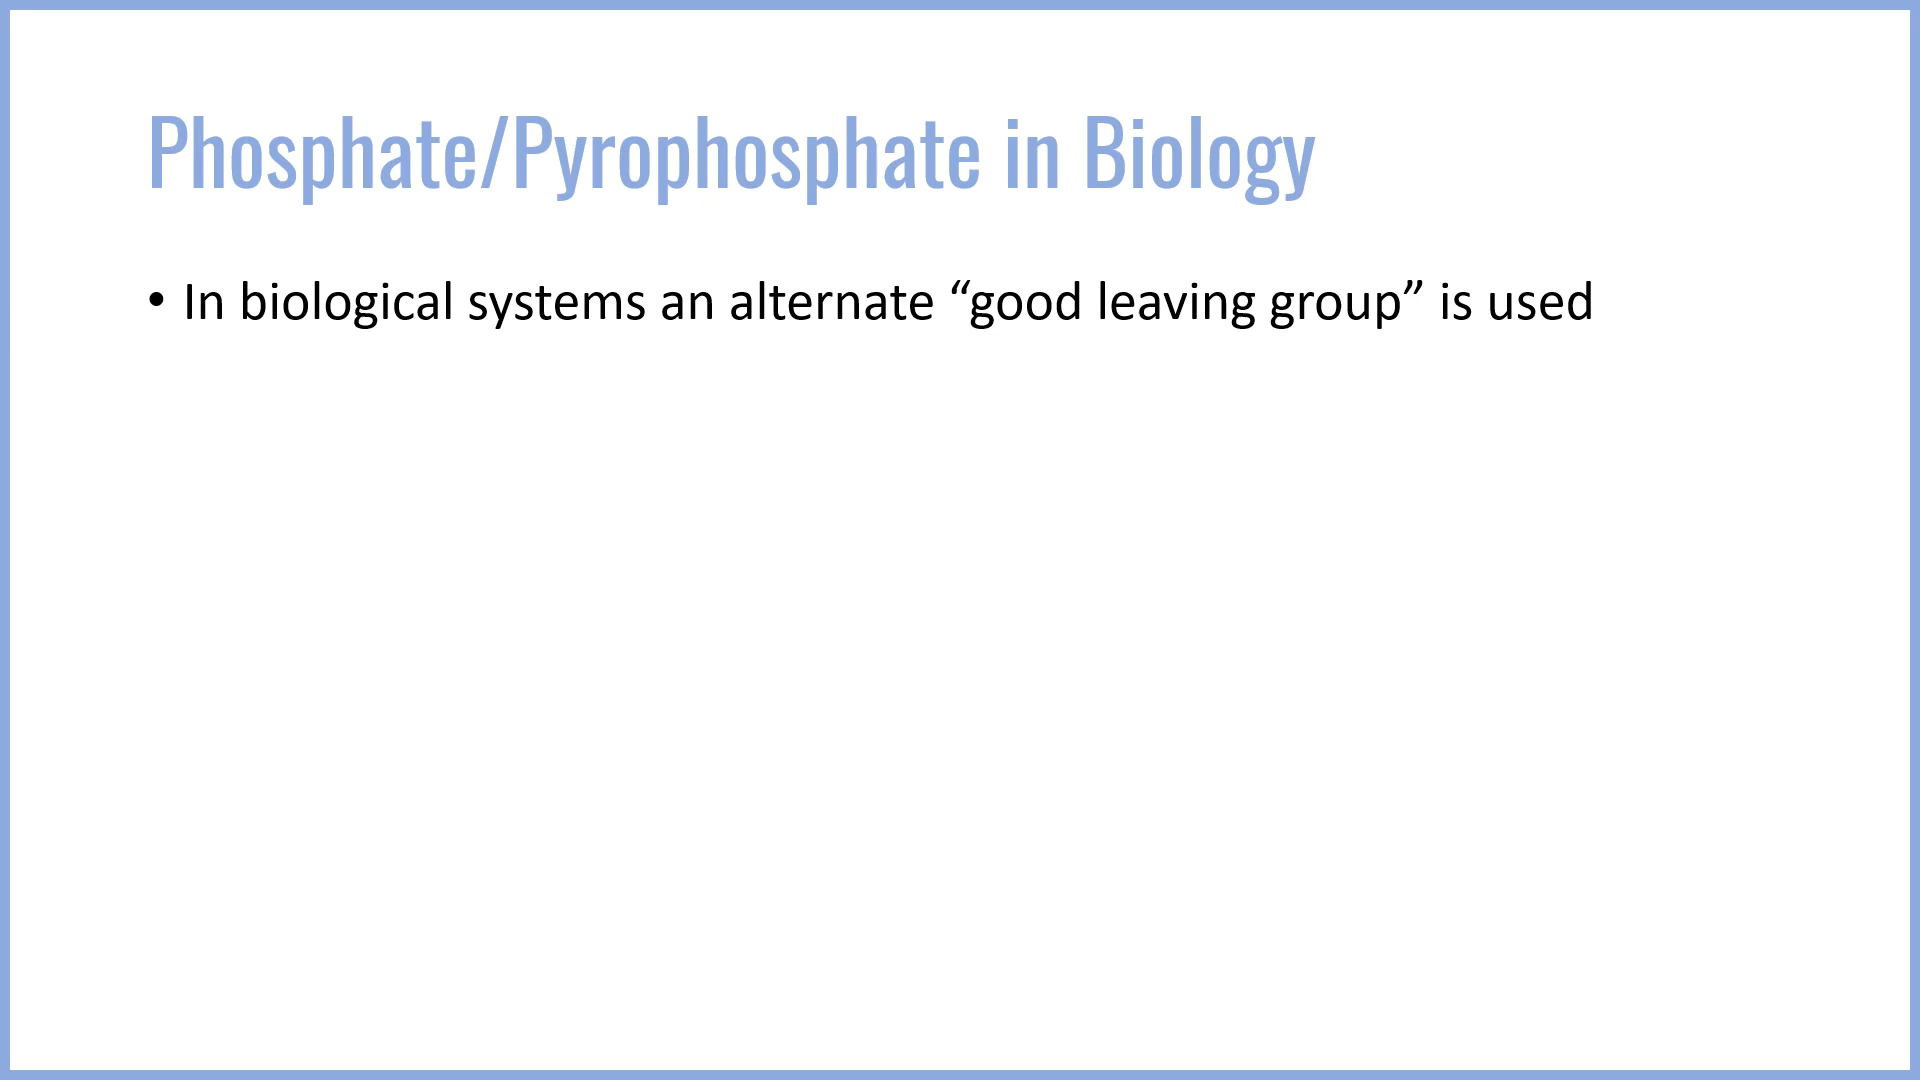 Phosphate/Pyrophosphate in Biology
• In biological systems an alternate “good leaving group” is used